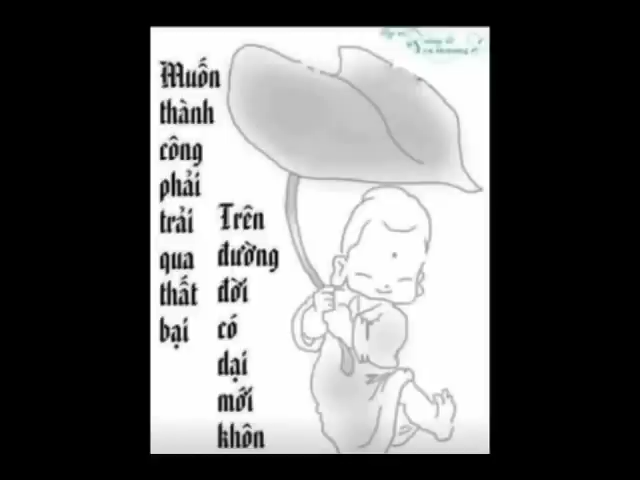 Muốn
thành
công
phải
trải
qua
thất
bại
Trên
đường
đời
có
dại
mới
khôn